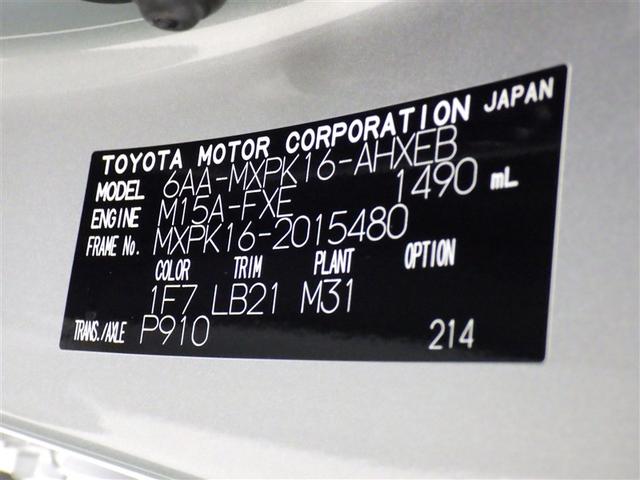 TOYOTA MOTOR CORPORATION JAPAN
MODEL 6AA-MXPK16-AHXEB
ENGINE M15A-FXE 1490 mL
FRAME No. MXPK16-2015480
COLOR TRIM PLANT OPTION
1F7 LB21 M31
TRANS./AXLE P910 214